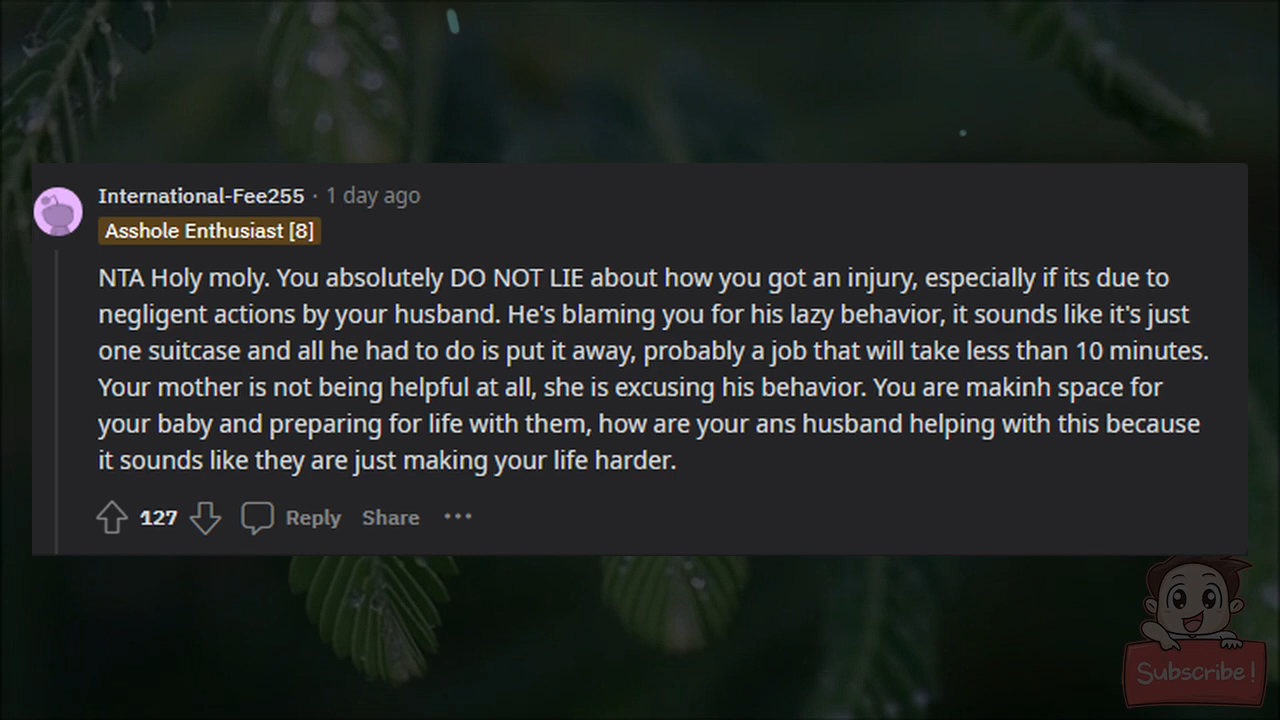 International-Fee255 · 1 day ago
Asshole Enthusiast [8]
NTA Holy moly. You absolutely DO NOT LIE about how you got an injury, especially if its due to
negligent actions by your husband. He's blaming you for his lazy behavior, it sounds like it's just
one suitcase and all he had to do is put it away, probably a job that will take less than 10 minutes.
Your mother is not being helpful at all, she is excusing his behavior. You are makinh space for
your baby and preparing for life with them, how are your ans husband helping with this because
it sounds like they are just making your life harder.
127 Reply Share ···
Subscribe!